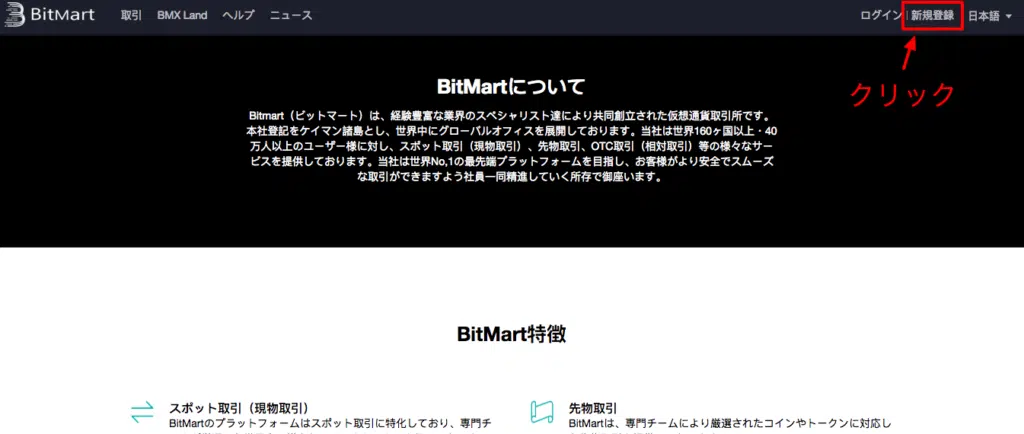 BitMart 取引 BMX Land ヘルプ ニュース ログイン | 新規登録 日本語
クリック
BitMartについて
Bitmart（ビットマート）は、経験豊富な業界のスペシャリスト達により共同創立された仮想通貨取引所です。
本社登記をケイマン諸島とし、世界中にグローバルオフィスを展開しております。当社は世界160ヶ国以上・40
万人以上のユーザー様に対し、スポット取引（現物取引）、先物取引、OTC取引（相対取引）等の様々なサー
ビスを提供しております。当社は世界No,1の最先端プラットフォームを目指し、お客様がより安全でスムーズ
な取引ができますよう社員一同精進していく所存で御座います。
BitMart特徴
スポット取引（現物取引）
BitMartのプラットフォームはスポット取引に特化しており、専門チ
先物取引
BitMartは、専門チームにより厳選されたコインやトークンに対応し